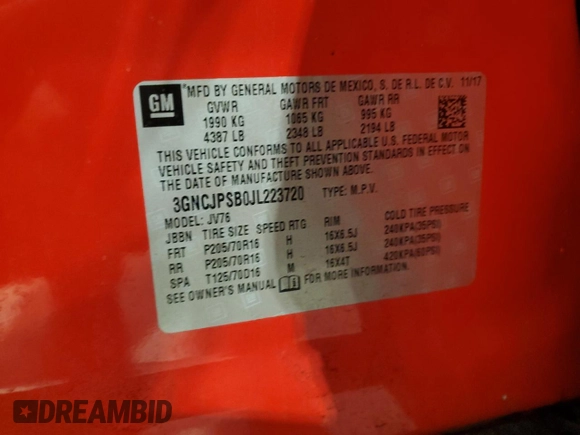 GM
*MFD BY GENERAL MOTORS DE MEXICO, S. DE R.L. DE C.V. 11/17
GVWR GAWR FRT GAWR RR
1990 KG 1065 KG 995 KG
4387 LB 2348 LB 2194 LB
THIS VEHICLE CONFORMS TO ALL APPLICABLE U.S. FEDERAL MOTOR
VEHICLE SAFETY AND THEFT PREVENTION STANDARDS IN EFFECT ON
THE DATE OF MANUFACTURE SHOWN ABOVE.
3GNCJPSB0JL223720 TYPE: M.P.V.
MODEL: JV76
JBBN TIRE SIZE SPEED RTG RIM COLD TIRE PRESSURE
FRT P205/70R16 H 16X6.5J 240KPA(35PSI)
RR P205/70R16 H 16X6.5J 240KPA(35PSI)
SPA T125/70D16 M 16X4T 420KPA(60PSI)
SEE OWNER'S MANUAL FOR MORE INFORMATION.
DREAMBID